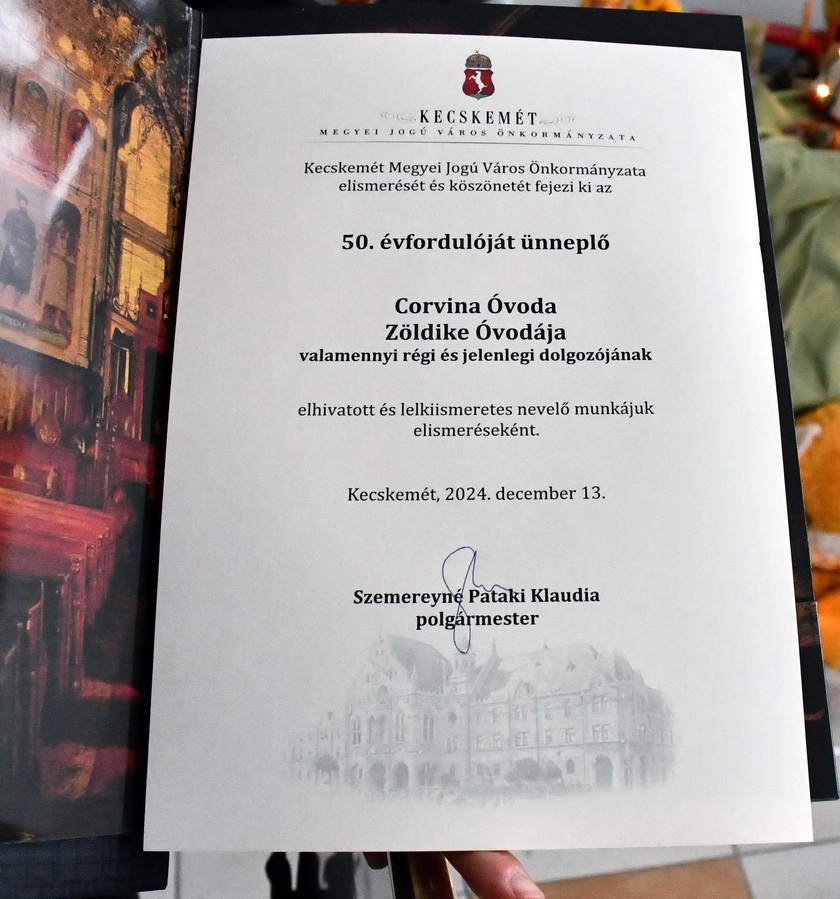 KECSKEMÉT
MEGYEI JOGÚ VÁROS ÖNKORMÁNYZATA
Kecskemét Megyei Jogú Város Önkormányzata
elismerését és köszönetét fejezi ki az
50. évfordulóját ünneplő
Corvina Óvoda
Zöldike Óvodája
valamennyi régi és jelenlegi dolgozójának
elhivatott és lelkiismeretes nevelő munkájuk
elismeréseként.
Kecskemét, 2024. december 13.
Szemereyné Pataki Klaudia
polgármester